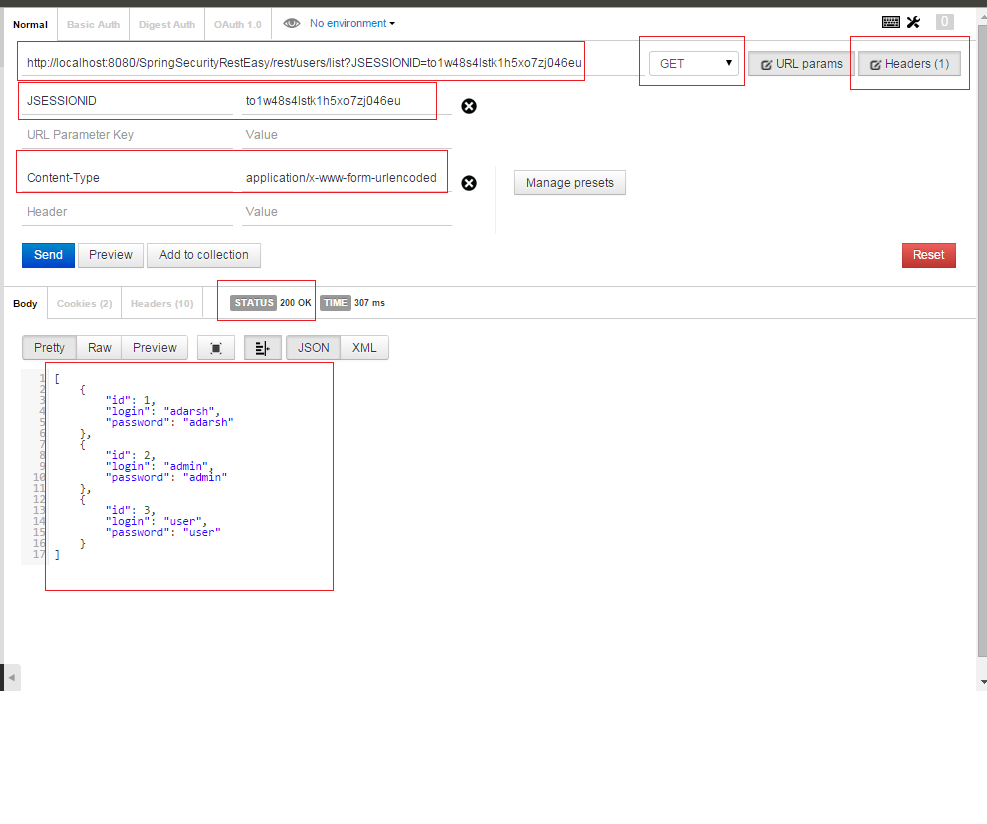 Normal Basic Auth Digest Auth OAuth 1.0 No environment 0
http://localhost:8080/SpringSecurityRestEasy/rest/users/list?JSESSIONID=to1w48s4lstk1h5xo7zj046eu GET URL params Headers (1)
JSESSIONID to1w48s4lstk1h5xo7zj046eu
URL Parameter Key Value
Content-Type application/x-www-form-urlencoded Manage presets
Header Value
Send Preview Add to collection Reset
Body Cookies (2) Headers (10) STATUS 200 OK TIME 307 ms
Pretty Raw Preview JSON XML
1 [
2 {
3 "id": 1,
4 "login": "adarsh",
5 "password": "adarsh"
6 },
7 {
8 "id": 2,
9 "login": "admin",
10 "password": "admin"
11 },
12 {
13 "id": 3,
14 "login": "user",
15 "password": "user"
16 }
17 ]